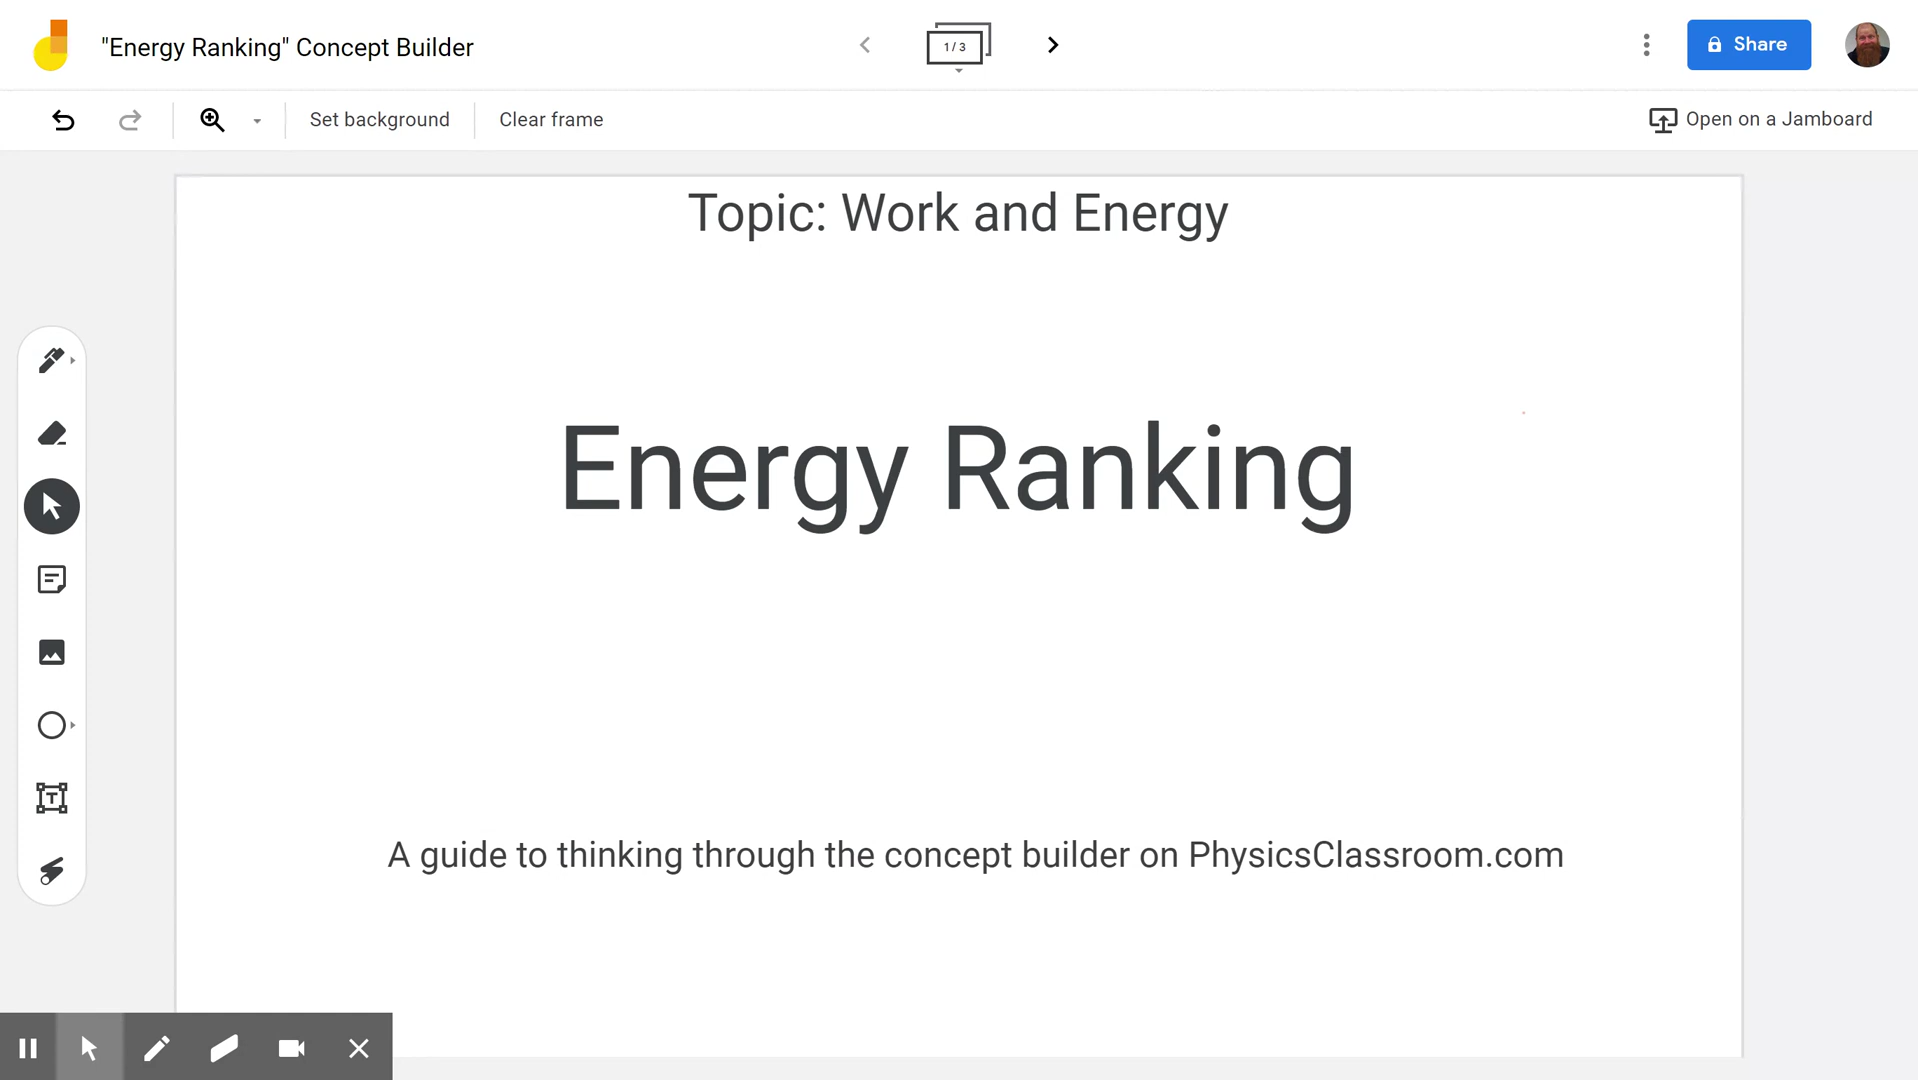 "Energy Ranking" Concept Builder
1 / 3
Share
Set background
Clear frame
Open on a Jamboard
Topic: Work and Energy
Energy Ranking
A guide to thinking through the concept builder on PhysicsClassroom.com